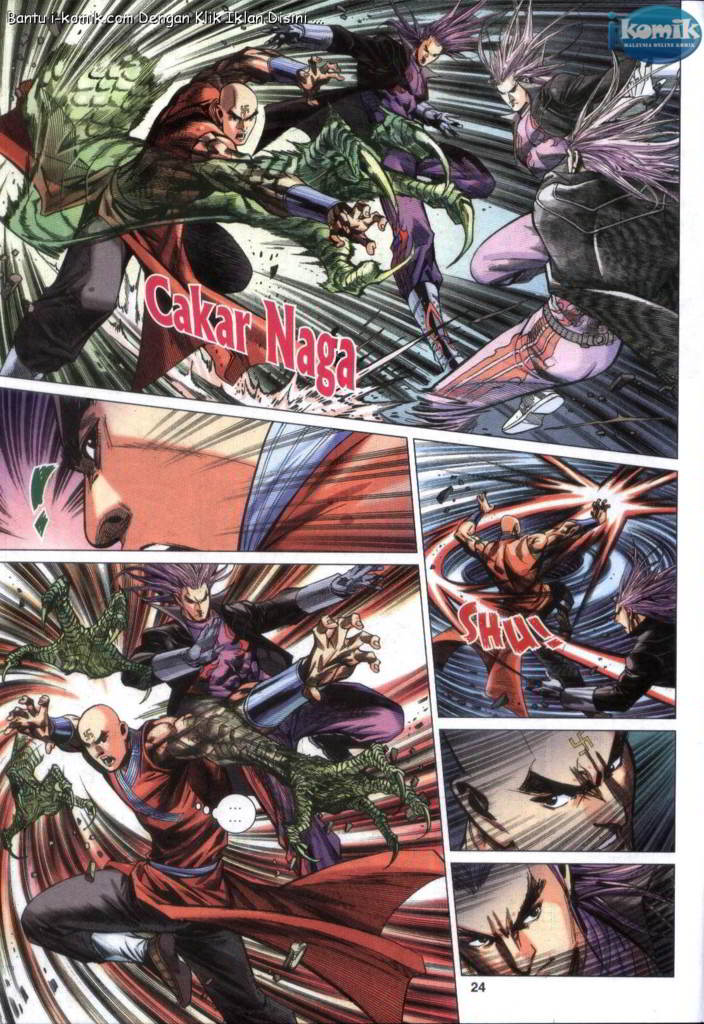 Bantu i-komik.com Dengan Klik Iklan Disini ...
ikomik
MALAYSIA ONLINE KOMIK
Cakar Naga
!
SHU!
... ...
24